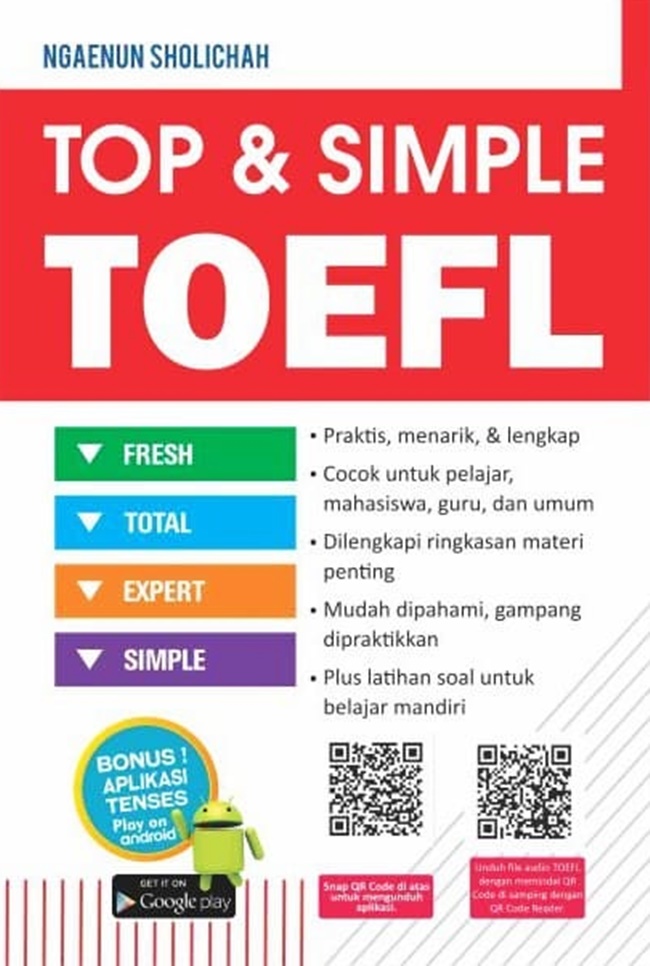 NGAENUN SHOLICHAH
TOP & SIMPLE
TOEFL
FRESH
TOTAL
EXPERT
SIMPLE
• Praktis, menarik, & lengkap
• Cocok untuk pelajar,
mahasiswa, guru, dan umum
• Dilengkapi ringkasan materi
penting
• Mudah dipahami, gampang
dipraktikkan
• Plus latihan soal untuk
belajar mandiri
BONUS !
APLIKASI
TENSES
Play on
android
GET IT ON
Google play
Snap QR Code di atas
untuk mengunduh
aplikasi.
Unduh file audio TOEFL
dengan memindai QR
Code di samping dengan
QR Code Reader